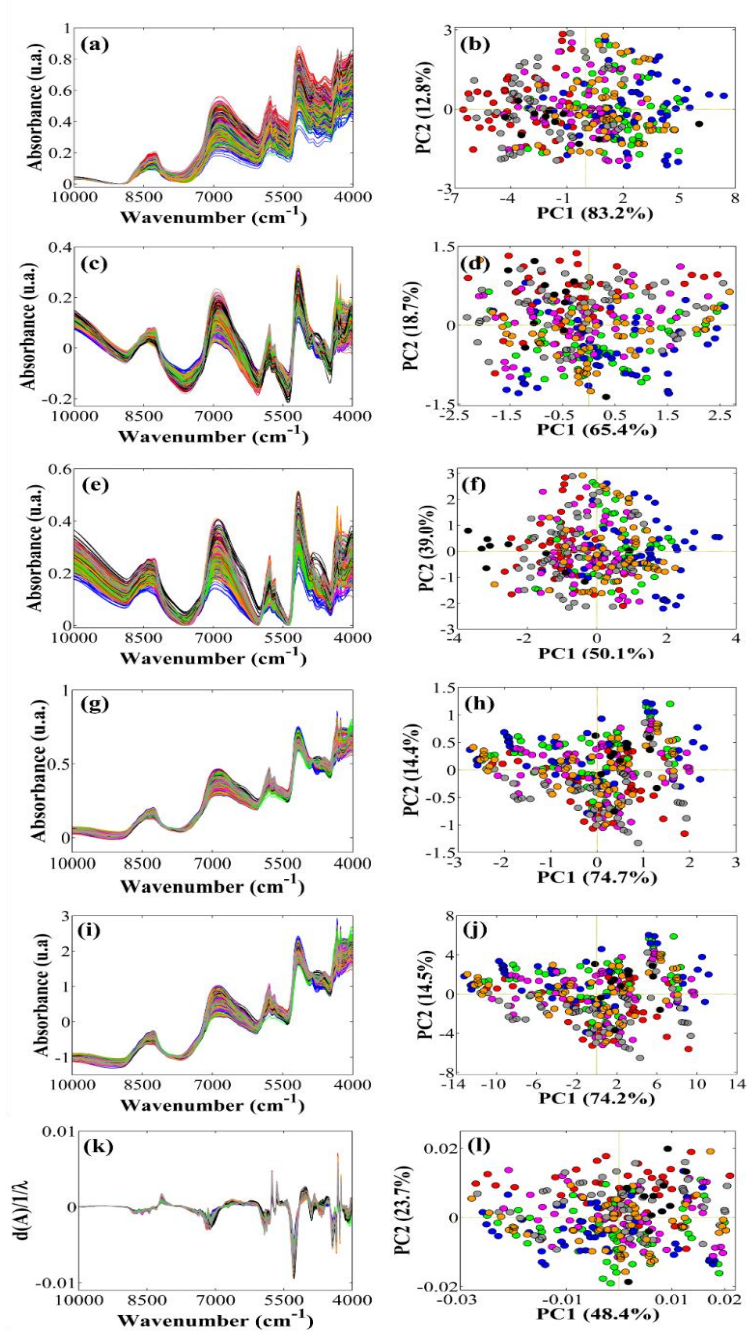 (a)
Absorbance (u.a.)
1
0.8
0.6
0.4
0.2
0
10000 8500 7000 5500 4000
Wavenumber (cm-1)
(b)
PC2 (12.8%)
3
0
-3
-7 -4 -1 2 5 8
PC1 (83.2%)
(c)
Absorbance (u.a.)
0.4
0.2
0
-0.2
10000 8500 7000 5500 4000
Wavenumber (cm-1)
(d)
PC2 (18.7%)
1.5
0
-1.5
-2.5 -1.5 -0.5 0.5 1.5 2.5
PC1 (65.4%)
(e)
Absorbance (u.a.)
0.6
0.4
0.2
0
10000 8500 7000 5500 4000
Wavenumber (cm-1)
(f)
PC2 (39.0%)
3
2
1
0
-1
-2
-3
-4 -2 0 2 4
PC1 (50.1%)
(g)
Absorbance (u.a.)
1
0.5
0
10000 8500 7000 5500 4000
Wavenumber (cm-1)
(h)
PC2 (14.4%)
1.5
1
0.5
0
-0.5
-1
-1.5
-3 -2 -1 0 1 2 3
PC1 (74.7%)
(i)
Absorbance (u.a)
3
2
1
0
-1
10000 8500 7000 5500 4000
Wavenumber (cm-1)
(j)
PC2 (14.5%)
8
4
0
-4
-8
-14 -10 -6 -2 2 6 10 14
PC1 (74.2%)
(k)
d(A)/1/λ
0.01
0
-0.01
10000 8500 7000 5500 4000
Wavenumber (cm-1)
(l)
PC2 (23.7%)
0.02
0
-0.02
-0.03 -0.01 0.01 0.02
PC1 (48.4%)